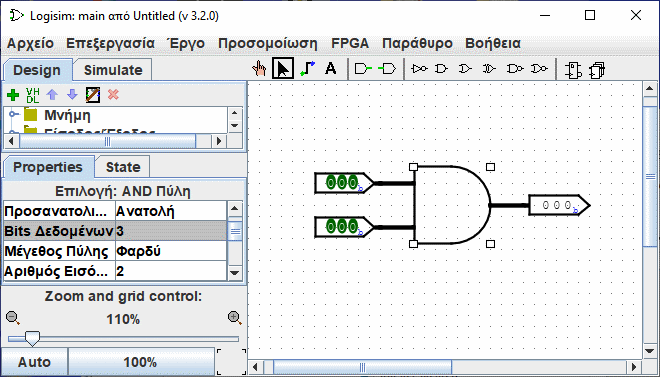 Logisim: main από Untitled (v 3.2.0)
Αρχείο Επεξεργασία Έργο Προσομοίωση FPGA Παράθυρο Βοήθεια
Design Simulate
A
VH
DL
Μνήμη
Properties State
Επιλογή: AND Πύλη
Προσανατολι... Ανατολή
Bits Δεδομένων 3
Μέγεθος Πύλης Φαρδύ
Αριθμός Εισό... 2
Zoom and grid control:
110%
Auto 100%
000
000
000